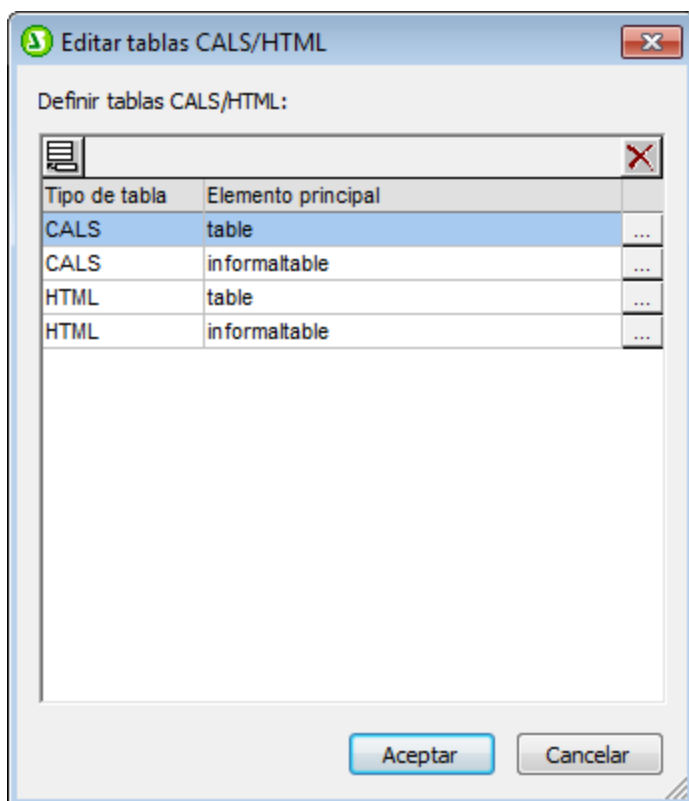 Editar tablas CALS/HTML
Definir tablas CALS/HTML:
Tipo de tabla Elemento principal
CALS table ...
CALS informaltable ...
HTML table ...
HTML informaltable ...
Aceptar Cancelar